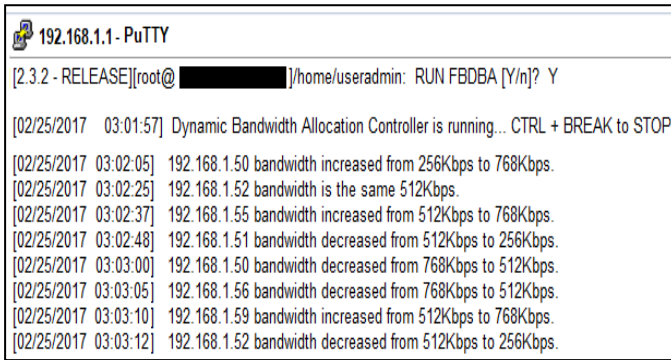 192.168.1.1 - PuTTY
[2.3.2 - RELEASE][root@ ]/home/useradmin: RUN FBDBA [Y/n]? Y
[02/25/2017 03:01:57] Dynamic Bandwidth Allocation Controller is running... CTRL + BREAK to STOP
[02/25/2017 03:02:05] 192.168.1.50 bandwidth increased from 256Kbps to 768Kbps.
[02/25/2017 03:02:25] 192.168.1.52 bandwidth is the same 512Kbps.
[02/25/2017 03:02:37] 192.168.1.55 bandwidth increased from 512Kbps to 768Kbps.
[02/25/2017 03:02:48] 192.168.1.51 bandwidth decreased from 512Kbps to 256Kbps.
[02/25/2017 03:03:00] 192.168.1.50 bandwidth decreased from 768Kbps to 512Kbps.
[02/25/2017 03:03:05] 192.168.1.56 bandwidth decreased from 768Kbps to 512Kbps.
[02/25/2017 03:03:10] 192.168.1.59 bandwidth increased from 512Kbps to 768Kbps.
[02/25/2017 03:03:12] 192.168.1.52 bandwidth decreased from 512Kbps to 256Kbps.